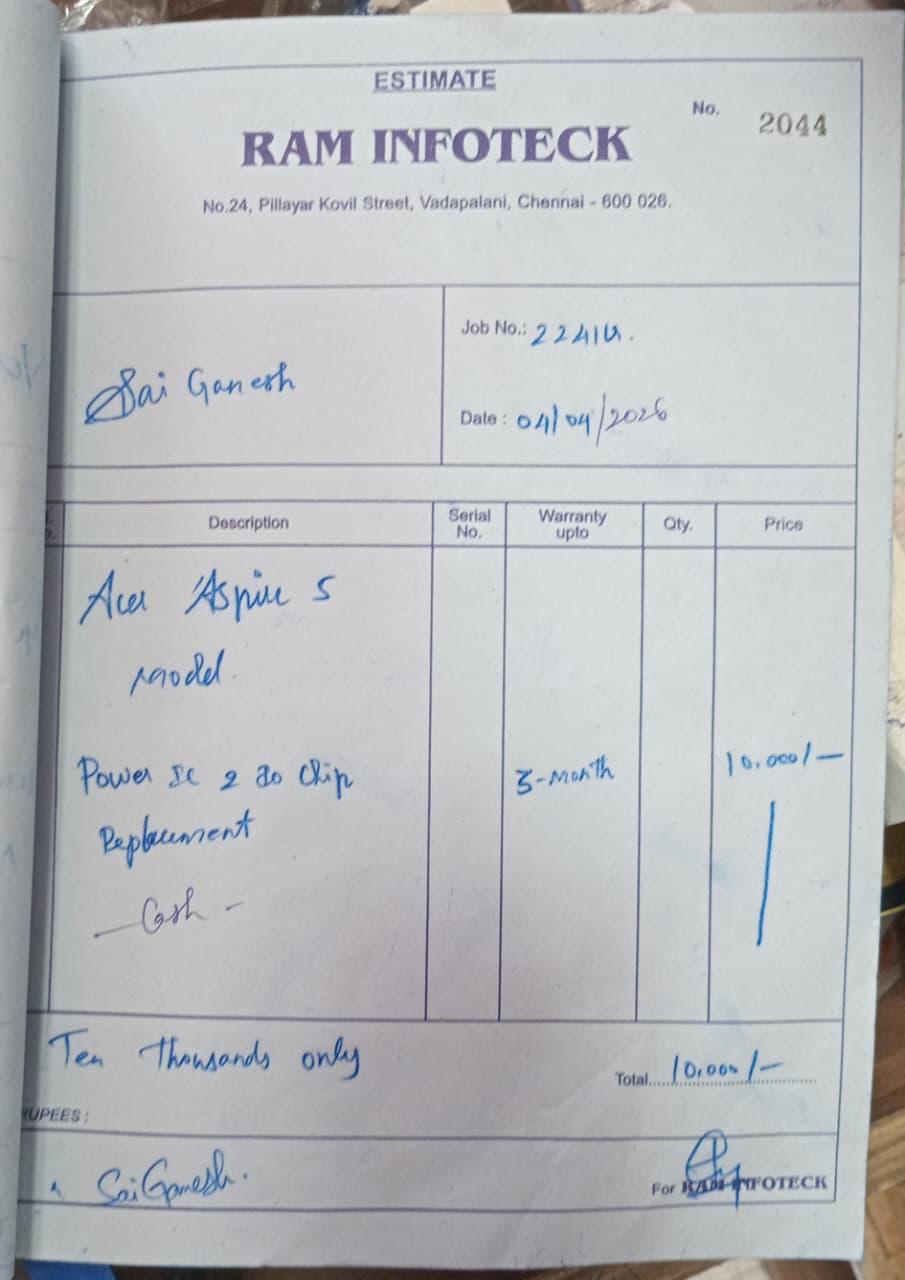 ESTIMATE
No. 2044
RAM INFOTECK
No.24, Pillayar Kovil Street, Vadapalani, Chennai - 600 026.
Sai Ganesh
Job No.:
Date : 04/04/2026
Description Serial No. Warranty upto Qty. Price
Acer Aspire 5
Model.
Power IC 2 Chip 3-Month 10,000/-
Replacement
- Cash -
Ten Thousands only
Total 10,000/-
RUPEES :
Sai Ganesh.
For RAM INFOTECK